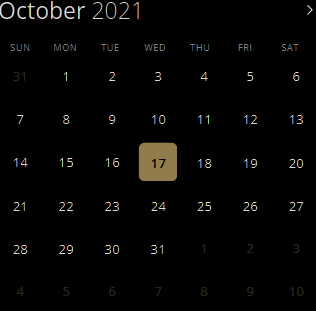 October 2021
SUN MON TUE WED THU FRI SAT
31 1 2 3 4 5 6
7 8 9 10 11 12 13
14 15 16 17 18 19 20
21 22 23 24 25 26 27
28 29 30 31 1 2 3
4 5 6 7 8 9 10